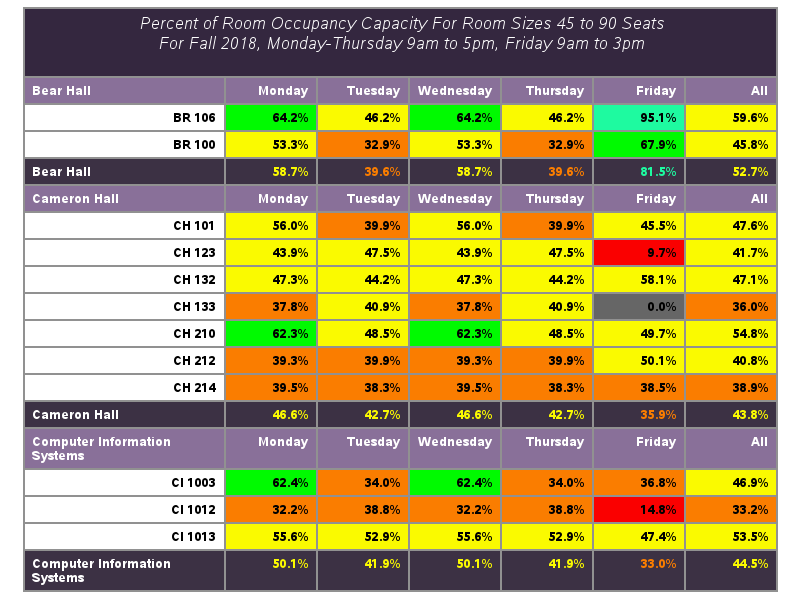 Percent of Room Occupancy Capacity For Room Sizes 45 to 90 Seats
For Fall 2018, Monday-Thursday 9am to 5pm, Friday 9am to 3pm
Bear Hall Monday Tuesday Wednesday Thursday Friday All
BR 106 64.2% 46.2% 64.2% 46.2% 95.1% 59.6%
BR 100 53.3% 32.9% 53.3% 32.9% 67.9% 45.8%
Bear Hall 58.7% 39.6% 58.7% 39.6% 81.5% 52.7%
Cameron Hall Monday Tuesday Wednesday Thursday Friday All
CH 101 56.0% 39.9% 56.0% 39.9% 45.5% 47.6%
CH 123 43.9% 47.5% 43.9% 47.5% 9.7% 41.7%
CH 132 47.3% 44.2% 47.3% 44.2% 58.1% 47.1%
CH 133 37.8% 40.9% 37.8% 40.9% 0.0% 36.0%
CH 210 62.3% 48.5% 62.3% 48.5% 49.7% 54.8%
CH 212 39.3% 39.9% 39.3% 39.9% 50.1% 40.8%
CH 214 39.5% 38.3% 39.5% 38.3% 38.5% 38.9%
Cameron Hall 46.6% 42.7% 46.6% 42.7% 35.9% 43.8%
Computer Information Monday Tuesday Wednesday Thursday Friday All
Systems
CI 1003 62.4% 34.0% 62.4% 34.0% 36.8% 46.9%
CI 1012 32.2% 38.8% 32.2% 38.8% 14.8% 33.2%
CI 1013 55.6% 52.9% 55.6% 52.9% 47.4% 53.5%
Computer Information 50.1% 41.9% 50.1% 41.9% 33.0% 44.5%
Systems